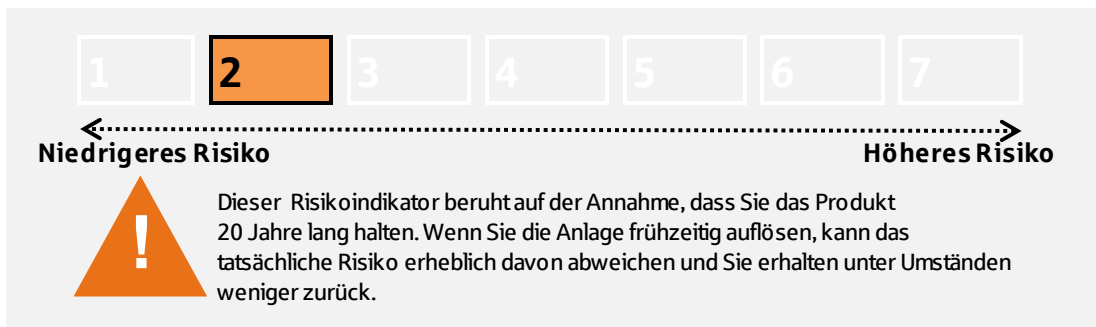 1 2 3 4 5 6 7
Niedrigeres Risiko Höheres Risiko
!
Dieser Risikoindikator beruht auf der Annahme, dass Sie das Produkt
20 Jahre lang halten. Wenn Sie die Anlage frühzeitig auflösen, kann das
tatsächliche Risiko erheblich davon abweichen und Sie erhalten unter Umständen
weniger zurück.